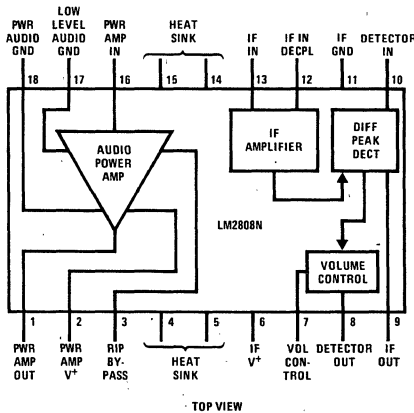 PWR AUDIO GND
LOW LEVEL AUDIO GND
PWR AMP IN
HEAT SINK
IF IN
IF IN DECPL
IF GND
DETECTOR IN
18
17
16
15
14
13
12
11
10
AUDIO POWER AMP
IF AMPLIFIER
DIFF PEAK DECT
LM2808N
VOLUME CONTROL
1
2
3
4
5
6
7
8
9
PWR AMP OUT
PWR AMP V+
RIP BY-PASS
HEAT SINK
IF V+
VOL CON-TROL
DETECTOR OUT
IF OUT
TOP VIEW